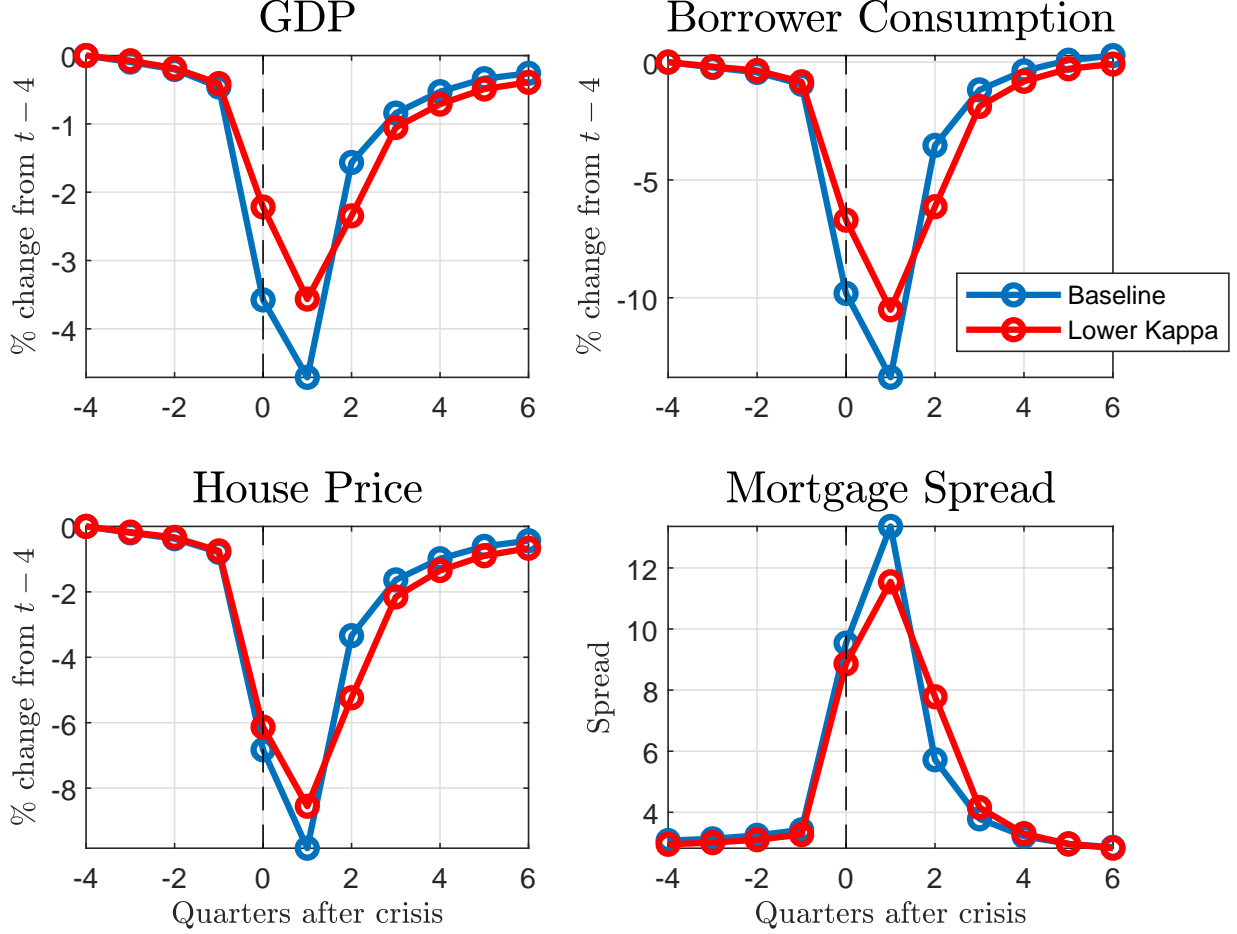 GDP
Borrower Consumption
% change from t − 4
0
-1
-2
-3
-4
-4 -2 0 2 4 6
% change from t − 4
0
-5
-10
-4 -2 0 2 4 6
Baseline
Lower Kappa
House Price
Mortgage Spread
% change from t − 4
0
-2
-4
-6
-8
-4 -2 0 2 4 6
Quarters after crisis
Spread
12
10
8
6
4
-4 -2 0 2 4 6
Quarters after crisis